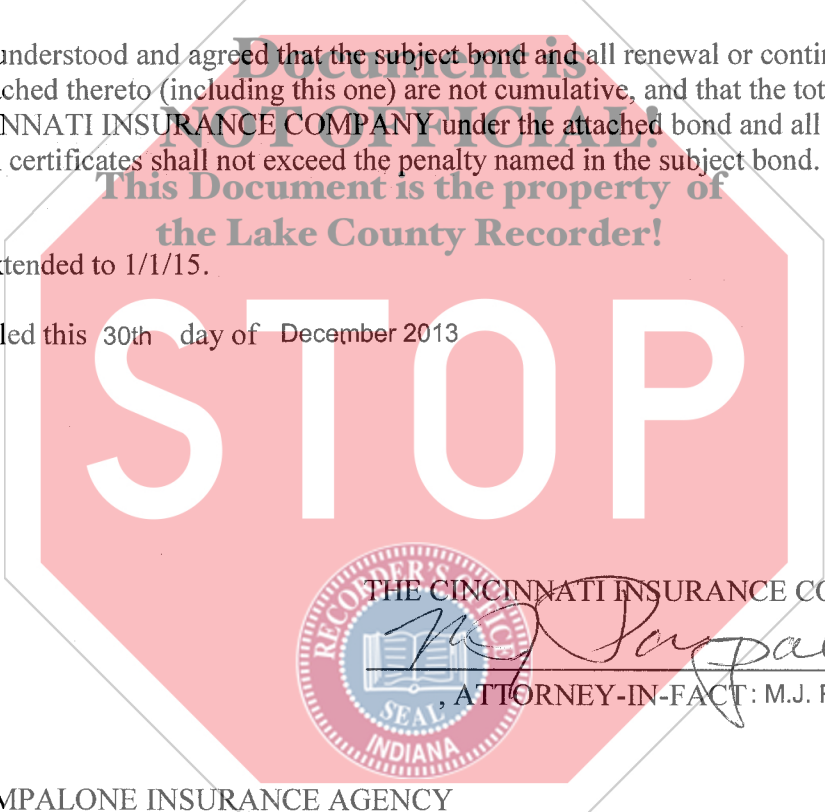 Document is
understood and agreed that the subject bond and all renewal or contin
ched thereto (including this one) are not cumulative, and that the tot
NOT OFFICIAL!
NNATI INSURANCE COMPANY under the attached bond and all
certificates shall not exceed the penalty named in the subject bond.
This Document is the property of
the Lake County Recorder!
tended to 1/1/15.
led this 30th day of December 2013
STOP
RECORDER'S OFFICE
SEAL
INDIANA
THE CINCINNATI INSURANCE CO
, ATTORNEY-IN-FACT: M.J.
MPALONE INSURANCE AGENCY